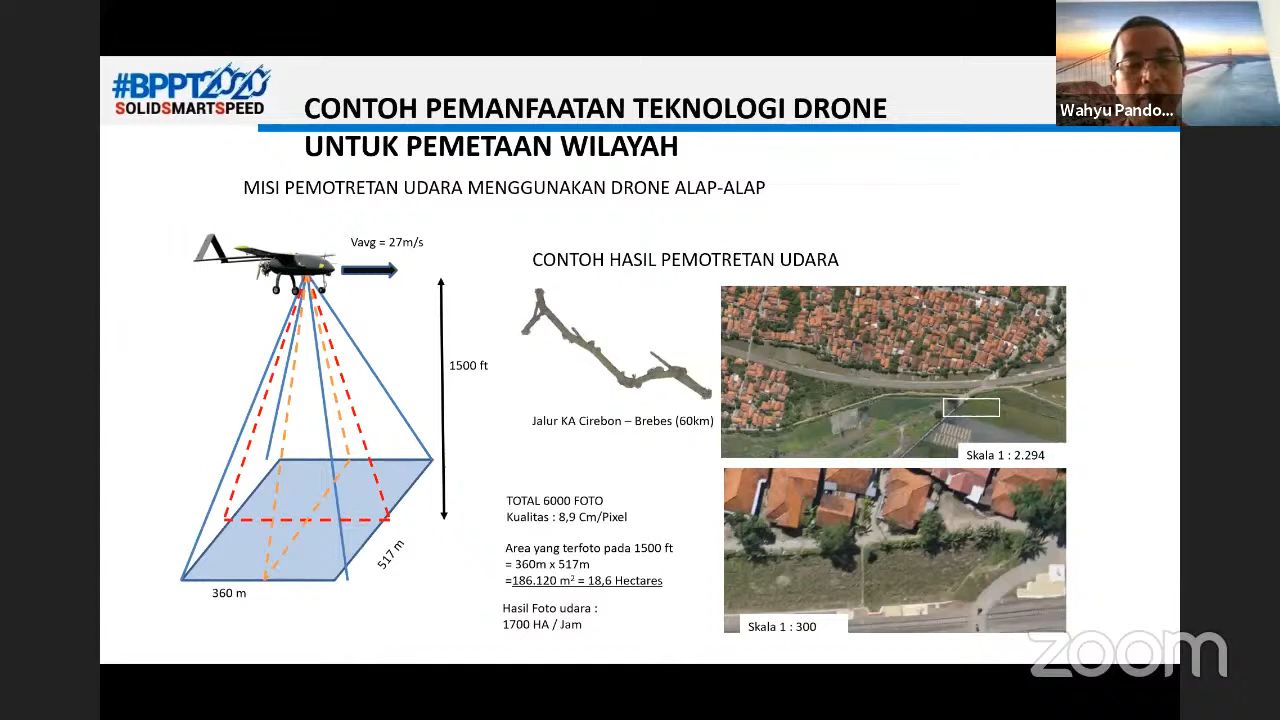 #BPPT2020
SOLIDSMARTSPEED
CONTOH PEMANFAATAN TEKNOLOGI DRONE
UNTUK PEMETAAN WILAYAH
Wahyu Pando...
MISI PEMOTRETAN UDARA MENGGUNAKAN DRONE ALAP-ALAP
Vavg = 27m/s
1500 ft
517 m
360 m
CONTOH HASIL PEMOTRETAN UDARA
Jalur KA Cirebon – Brebes (60km)
Skala 1 : 2.294
TOTAL 6000 FOTO
Kualitas : 8,9 Cm/Pixel
Area yang terfoto pada 1500 ft
= 360m x 517m
=186.120 m² = 18,6 Hectares
Hasil Foto udara :
1700 HA / Jam
Skala 1 : 300
zoom